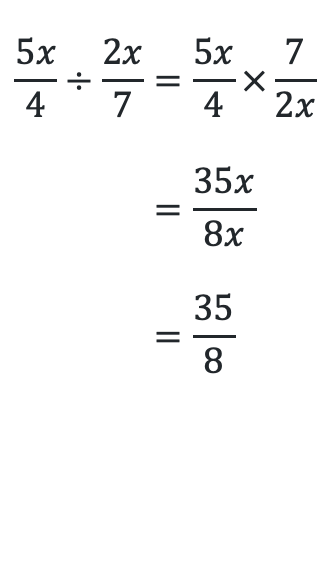 5x/4 ÷ 2x/7 = 5x/4 × 7/2x
= 35x/8x
= 35/8